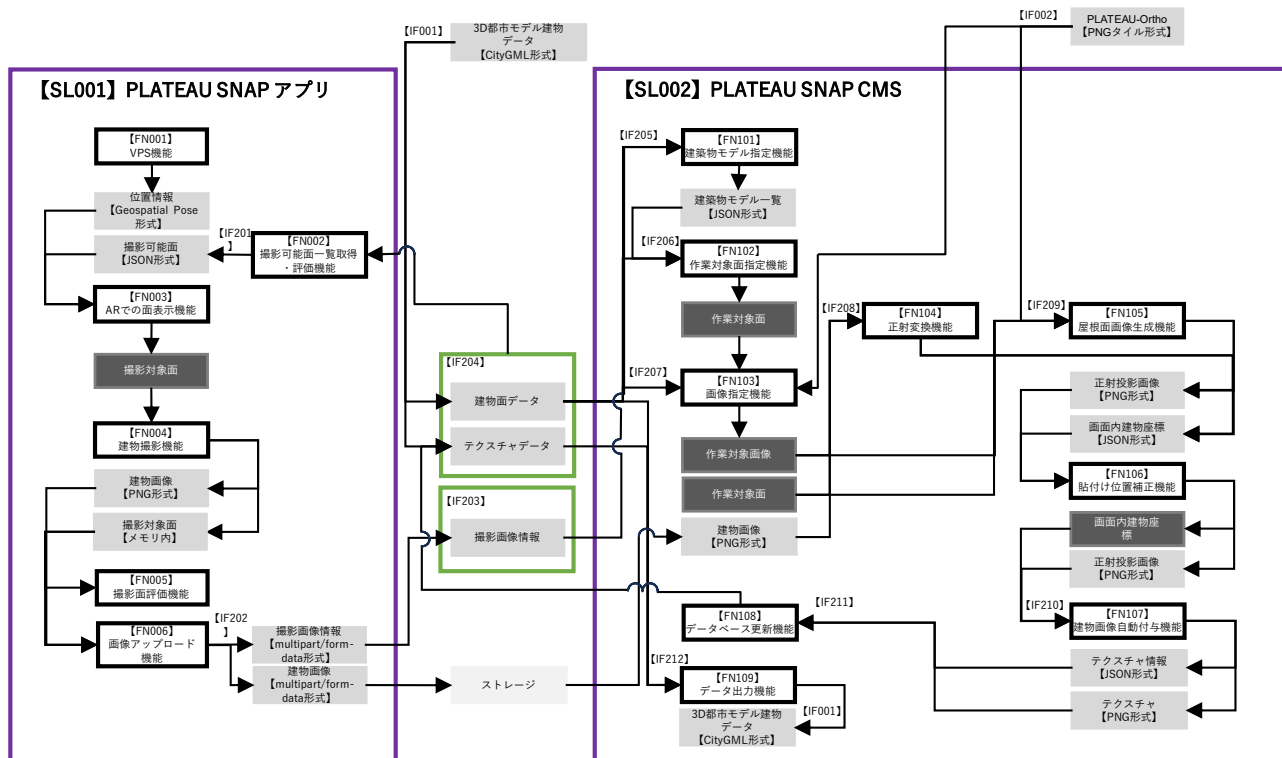 【IF001】
3D都市モデル建物
データ
【CityGML形式】
【IF002】
PLATEAU-Ortho
【PNGタイル形式】
【SL001】PLATEAU SNAP アプリ
【FN001】
VPS機能
位置情報
【Geospatial Pose
形式】
撮影可能面
【JSON形式】
【IF201
】
【FN002】
撮影可能面一覧取得
・評価機能
【FN003】
ARでの面表示機能
撮影対象面
【FN004】
建物撮影機能
建物画像
【PNG形式】
撮影対象面
【メモリ内】
【FN005】
撮影面評価機能
【FN006】
画像アップロード
機能
【IF202
】
撮影画像情報
【multipart/form-
data形式】
建物画像
【multipart/form-
data形式】
【IF204】
建物面データ
テクスチャデータ
【IF203】
撮影画像情報
ストレージ
【SL002】PLATEAU SNAP CMS
【IF205】
【FN101】
建築物モデル指定機能
建築物モデル一覧
【JSON形式】
【IF206】
【FN102】
作業対象面指定機能
作業対象面
【IF207】
【FN103】
画像指定機能
作業対象画像
作業対象面
建物画像
【PNG形式】
【IF208】
【FN104】
正射変換機能
【IF209】
【FN105】
屋根面画像生成機能
正射投影画像
【PNG形式】
画面内建物座標
【JSON形式】
【FN106】
貼付け位置補正機能
画面内建物座
標
正射投影画像
【PNG形式】
【IF210】
【FN107】
建物画像自動付与機能
テクスチャ情報
【JSON形式】
テクスチャ
【PNG形式】
【IF211】
【FN108】
データベース更新機能
【IF212】
【FN109】
データ出力機能
【IF001】
3D都市モデル建物
データ
【CityGML形式】